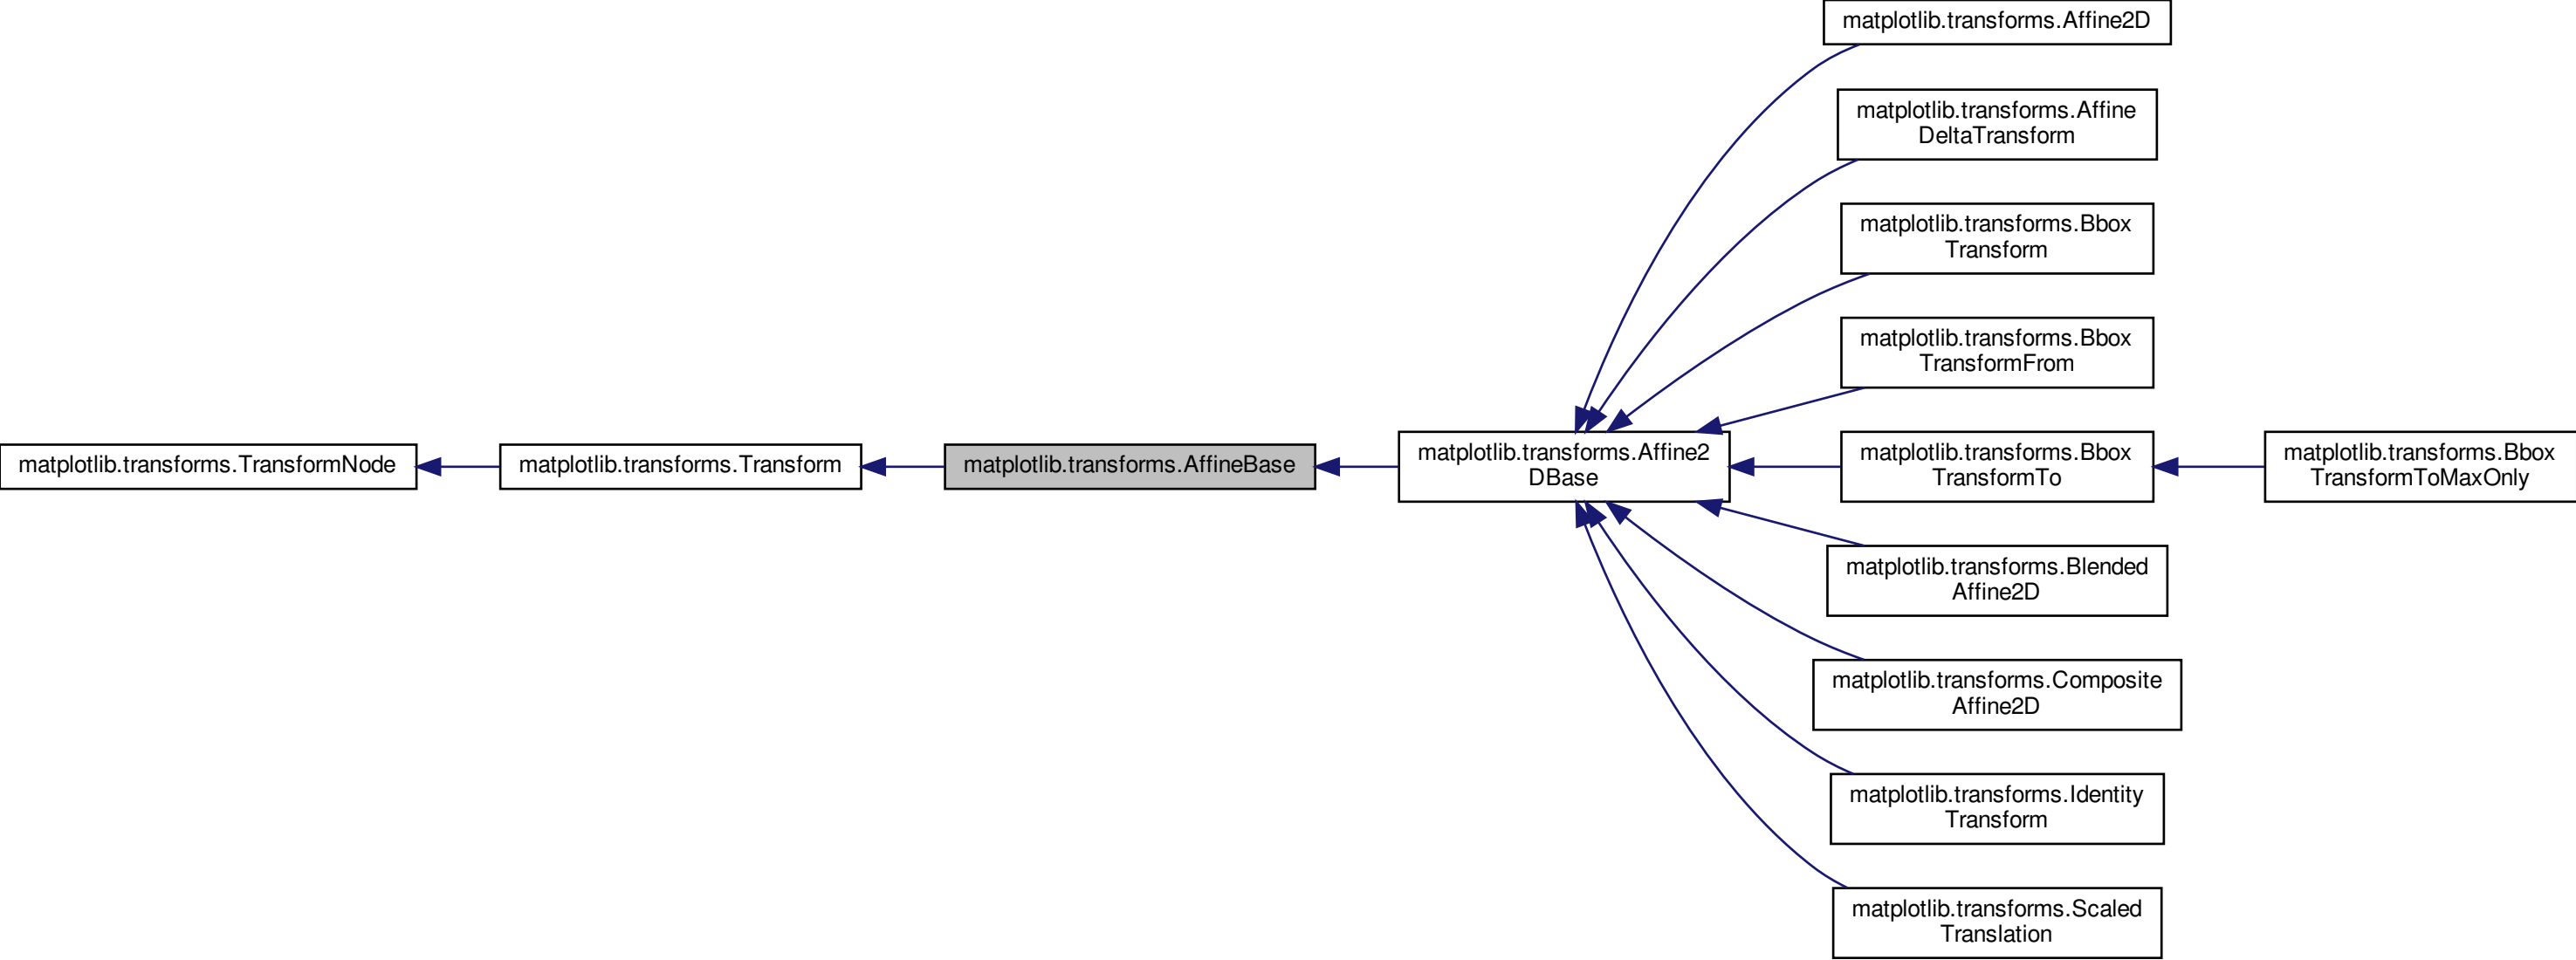 matplotlib.transforms.TransformNode
matplotlib.transforms.Transform
matplotlib.transforms.AffineBase
matplotlib.transforms.Affine2
DBase
matplotlib.transforms.Affine2D
matplotlib.transforms.Affine
DeltaTransform
matplotlib.transforms.Bbox
Transform
matplotlib.transforms.Bbox
TransformFrom
matplotlib.transforms.Bbox
TransformTo
matplotlib.transforms.Bbox
TransformToMaxOnly
matplotlib.transforms.Blended
Affine2D
matplotlib.transforms.Composite
Affine2D
matplotlib.transforms.Identity
Transform
matplotlib.transforms.Scaled
Translation